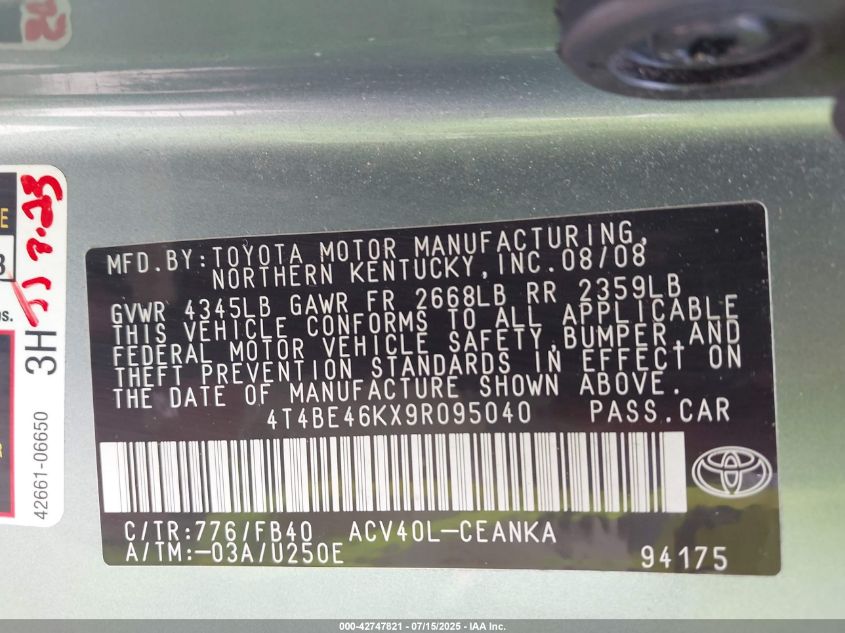 MFD. BY: TOYOTA MOTOR MANUFACTURING,
NORTHERN KENTUCKY, INC. 08/08
GVWR 4345LB GAWR FR 2668LB RR 2359LB
THIS VEHICLE CONFORMS TO ALL APPLICABLE
FEDERAL MOTOR VEHICLE SAFETY, BUMPER, AND
THEFT PREVENTION STANDARDS IN EFFECT ON
THE DATE OF MANUFACTURE SHOWN ABOVE.
4T4BE46KX9R095040 PASS.CAR
C/TR:776/FB40 ACV40L-CEANKA
A/TM:-03A/U250E 94175
3H
42661-06650
000-42747821 - 07/15/2025 - IAA Inc.